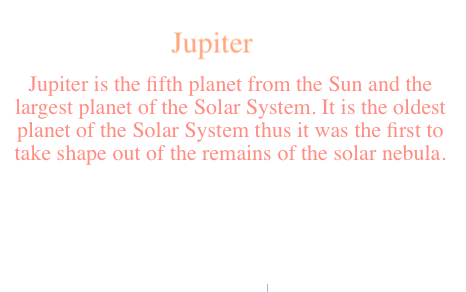 Jupiter
Jupiter is the fifth planet from the Sun and the
largest planet of the Solar System. It is the oldest
planet of the Solar System thus it was the first to
take shape out of the remains of the solar nebula.